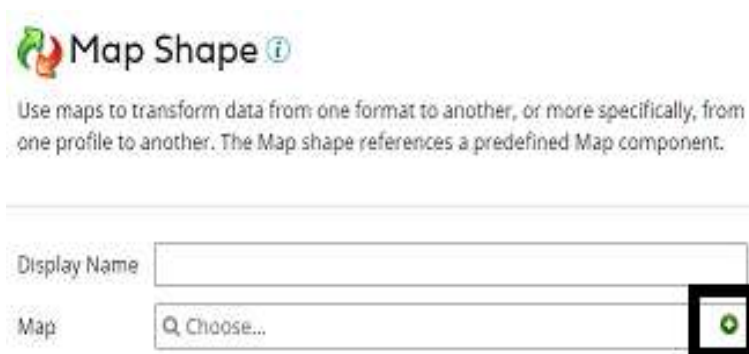 Map Shape i
Use maps to transform data from one format to another, or more specifically, from
one profile to another. The Map shape references a predefined Map component.
Display Name
Map
Choose...